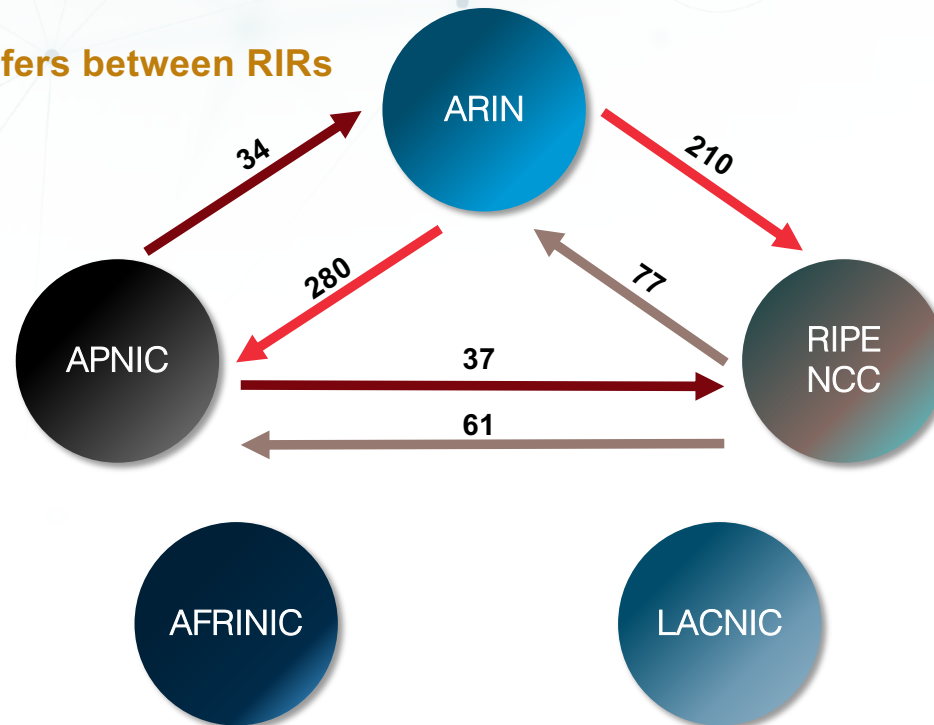 fers between RIRs
ARIN
34
210
280
77
APNIC
RIPE
NCC
37
61
AFRINIC
LACNIC